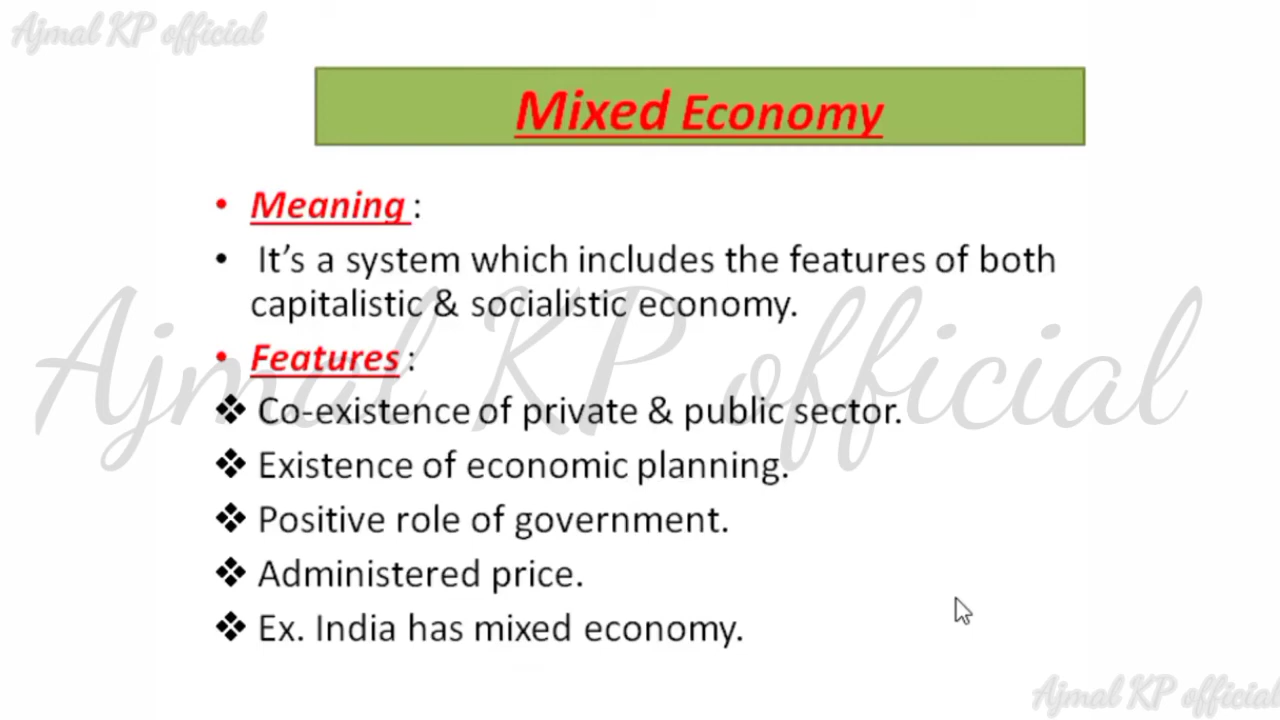 Ajmal KP official
Mixed Economy
• Meaning :
• It's a system which includes the features of both
capitalistic & socialistic economy.
Ajmal KP official
• Features :
❖ Co-existence of private & public sector.
❖ Existence of economic planning.
❖ Positive role of government.
❖ Administered price.
❖ Ex. India has mixed economy.
Ajmal KP official